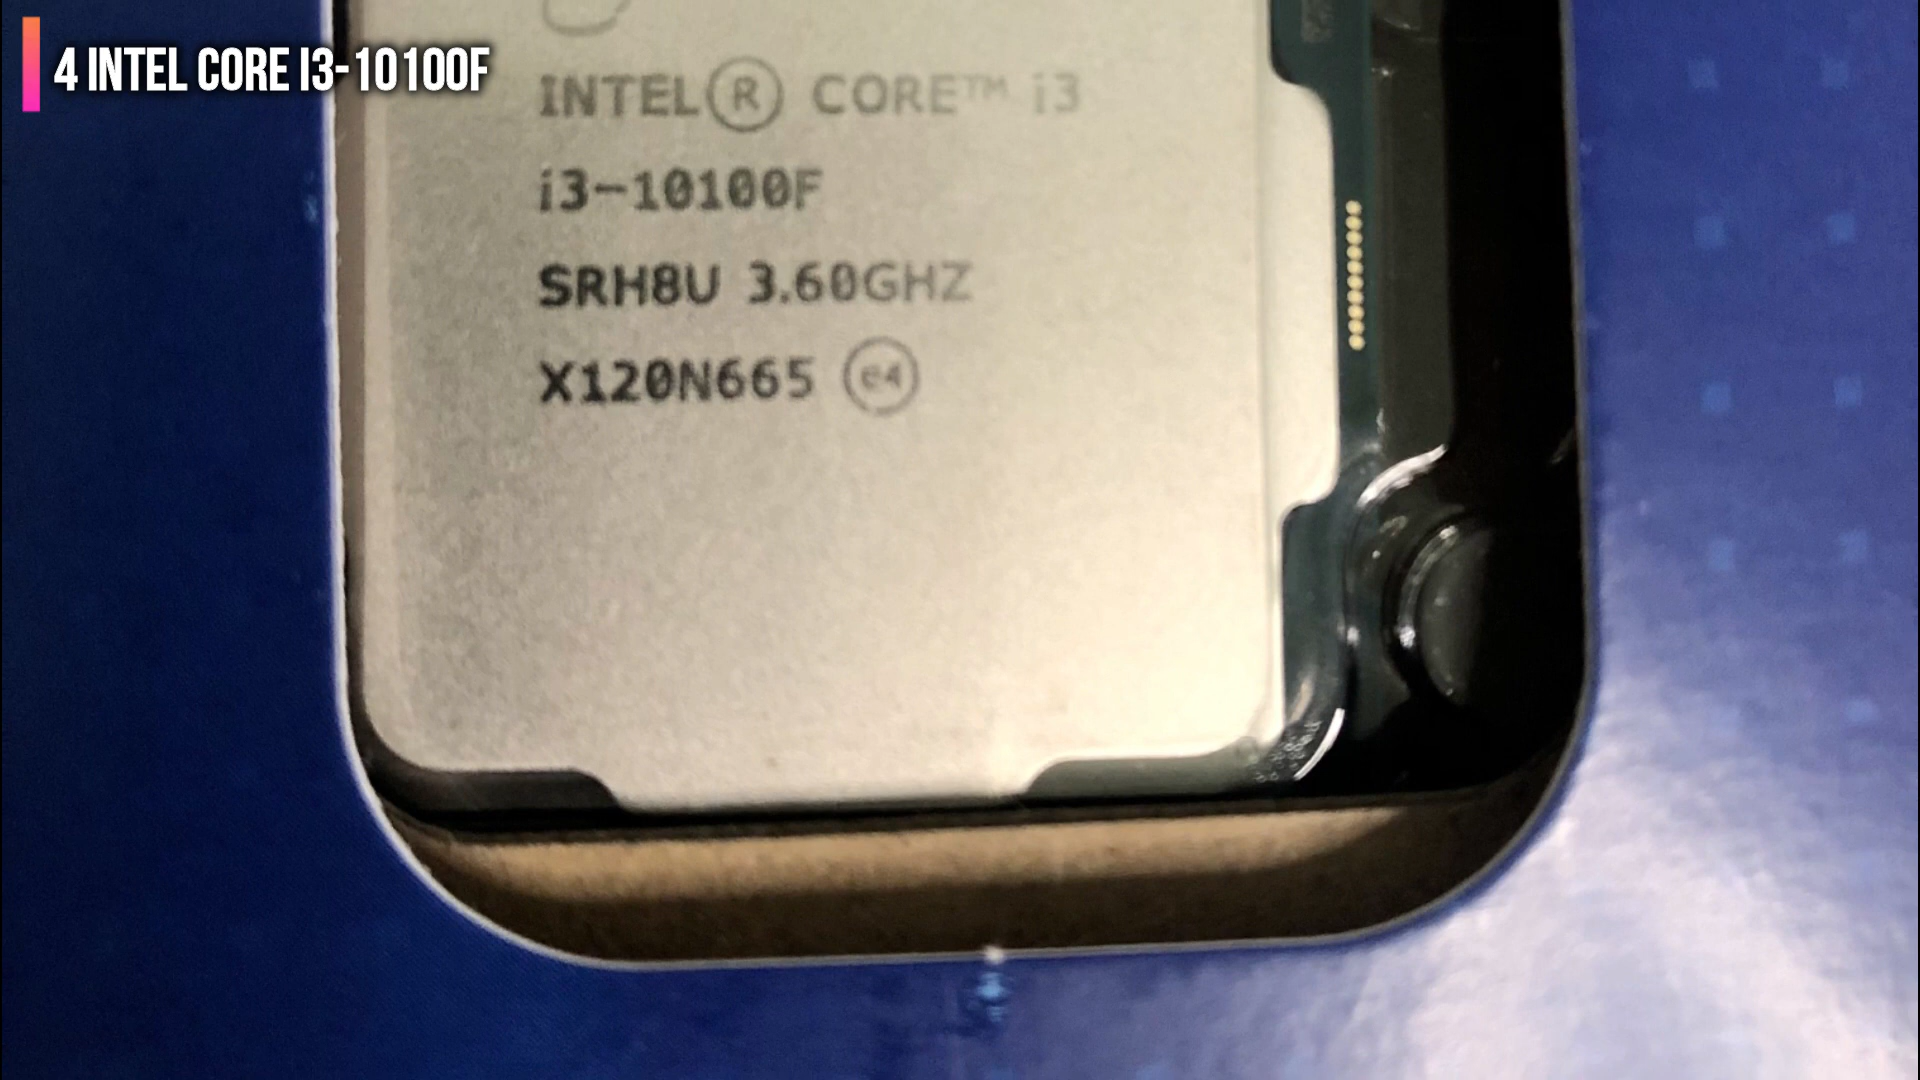 4 INTEL CORE I3-10100F
INTEL® CORE™ i3
i3-10100F
SRH8U 3.60GHZ
X120N665 e4